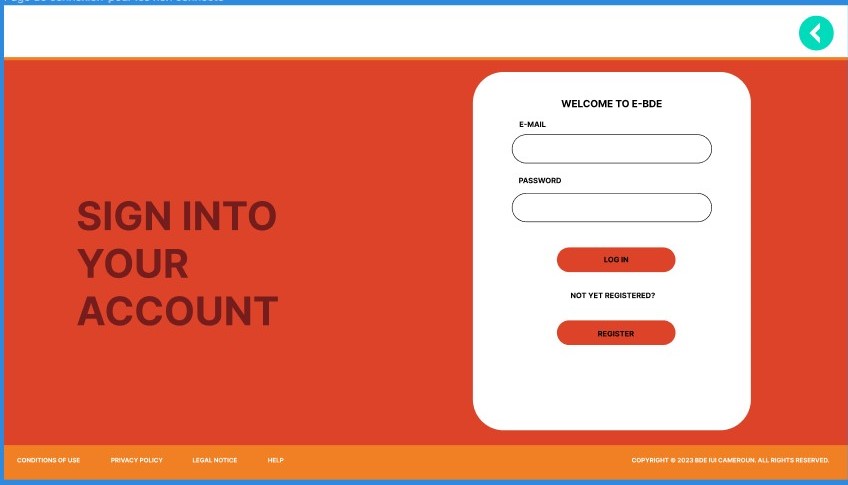 WELCOME TO E-BDE
E-MAIL
PASSWORD
SIGN INTO
YOUR
ACCOUNT
LOG IN
NOT YET REGISTERED?
REGISTER
CONDITIONS OF USE PRIVACY POLICY LEGAL NOTICE HELP COPYRIGHT © 2023 BDE IUI CAMEROUN. ALL RIGHTS RESERVED.